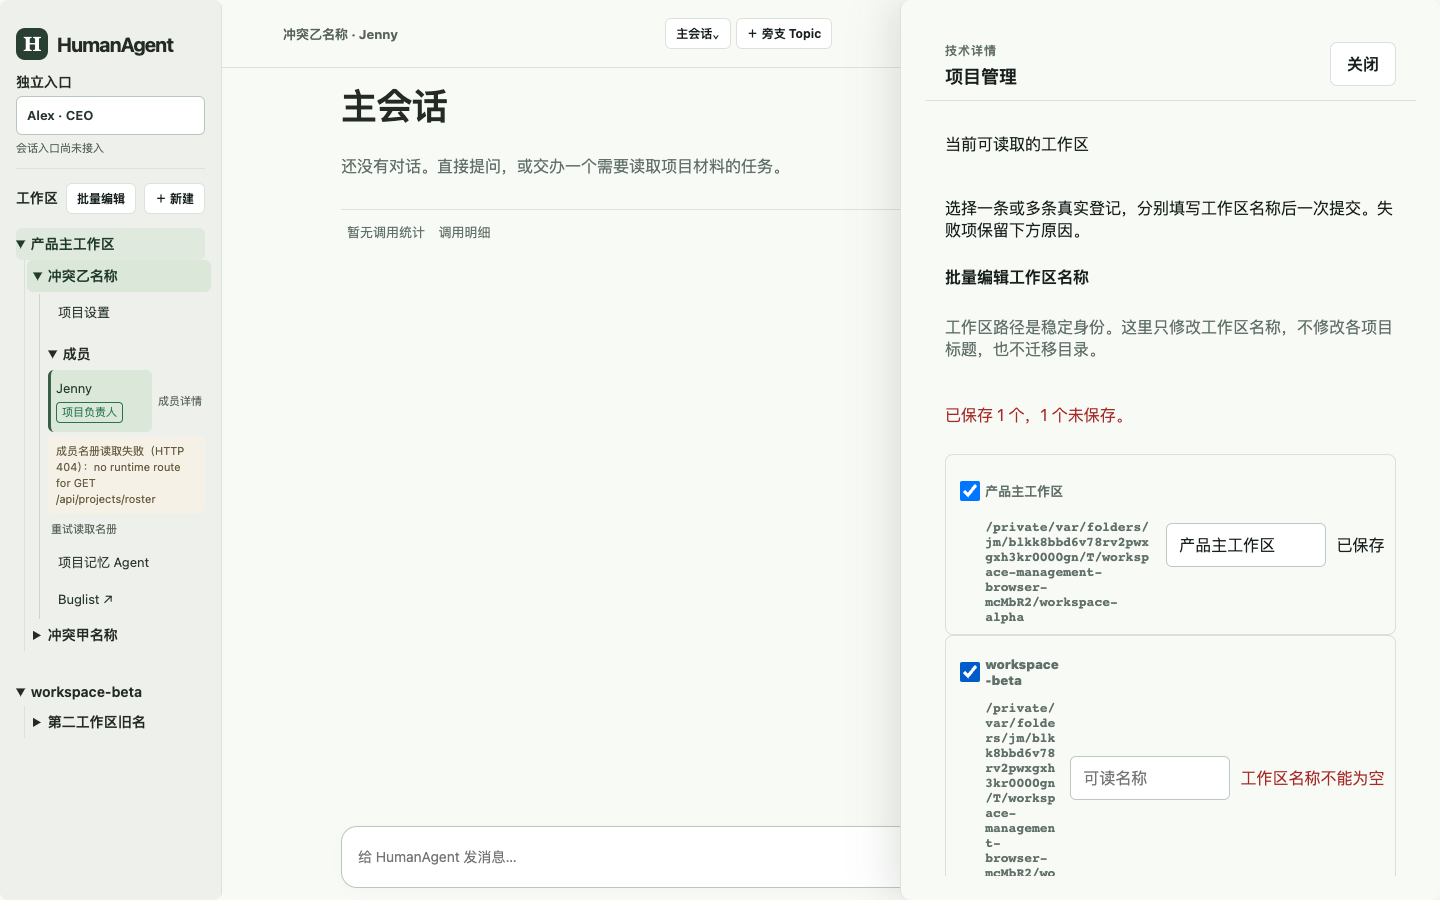 H HumanAgent
独立入口
Alex · CEO
会话入口尚未接入
工作区 批量编辑 + 新建
产品主工作区
冲突乙名称
项目设置
成员
Jenny
项目负责人
成员详情
成员名册读取失败（HTTP
404）：no runtime route
for GET
/api/projects/roster
重试读取名册
项目记忆 Agent
Buglist ↗
冲突甲名称
workspace-beta
第二工作区旧名
冲突乙名称 · Jenny
主会话
+ 旁支 Topic
主会话
还没有对话。直接提问，或交办一个需要读取项目材料的任务。
暂无调用统计 调用明细
给 HumanAgent 发消息...
技术详情
项目管理
关闭
当前可读取的工作区
选择一条或多条真实登记，分别填写工作区名称后一次提交。失
败项保留下方原因。
批量编辑工作区名称
工作区路径是稳定身份。这里只修改工作区名称，不修改各项目
标题，也不迁移目录。
已保存 1 个，1 个未保存。
产品主工作区
/private/var/folders/
jm/blkk8bbd6v78rv2pwx
gxh3kr0000gn/T/worksp
ace-management-
browser-
mcMbR2/workspace-
alpha
产品主工作区
已保存
workspace
-beta
/private/
var/folde
rs/jm/blk
k8bbd6v78
rv2pwxgxh
3kr0000gn
/T/worksp
ace-
managemen
t-
browser-
mcMbR2/wo
可读名称
工作区名称不能为空